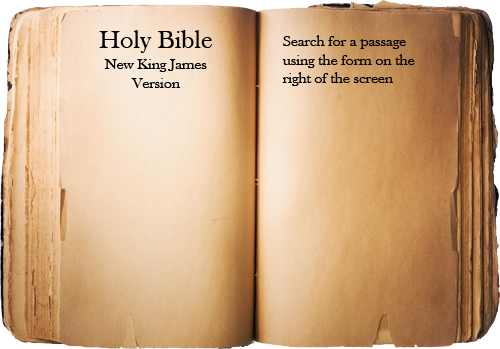 Holy Bible
New King James
Version
Search for a passage
using the form on the
right of the screen